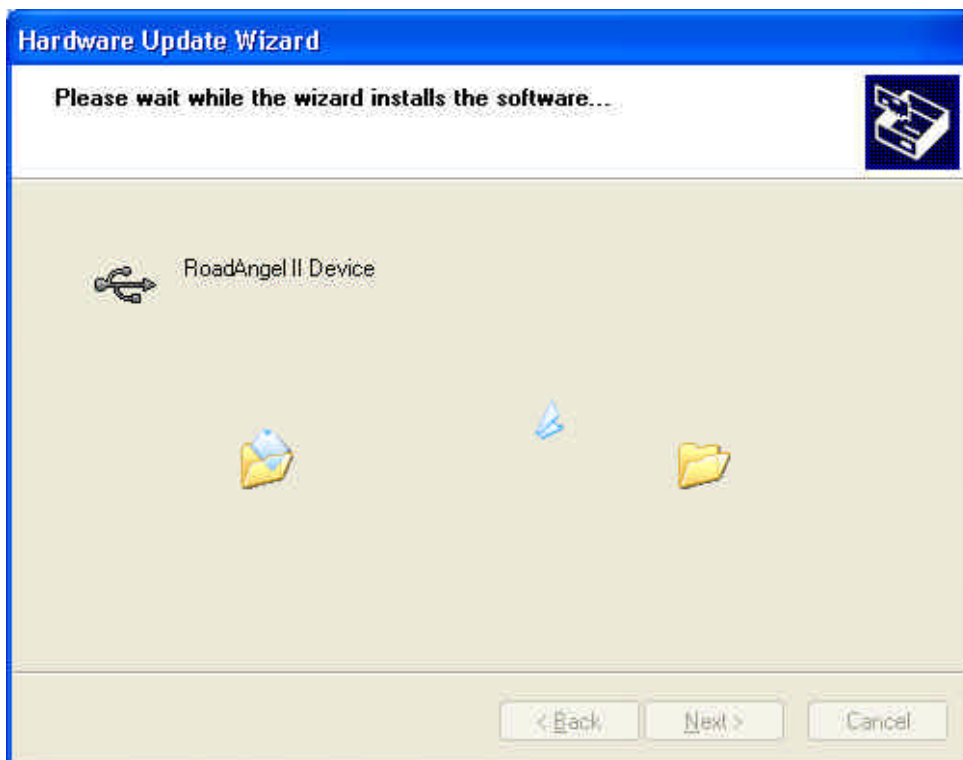 Hardware Update Wizard
Please wait while the wizard installs the software...
RoadAngel II Device
< Back
Next >
Cancel